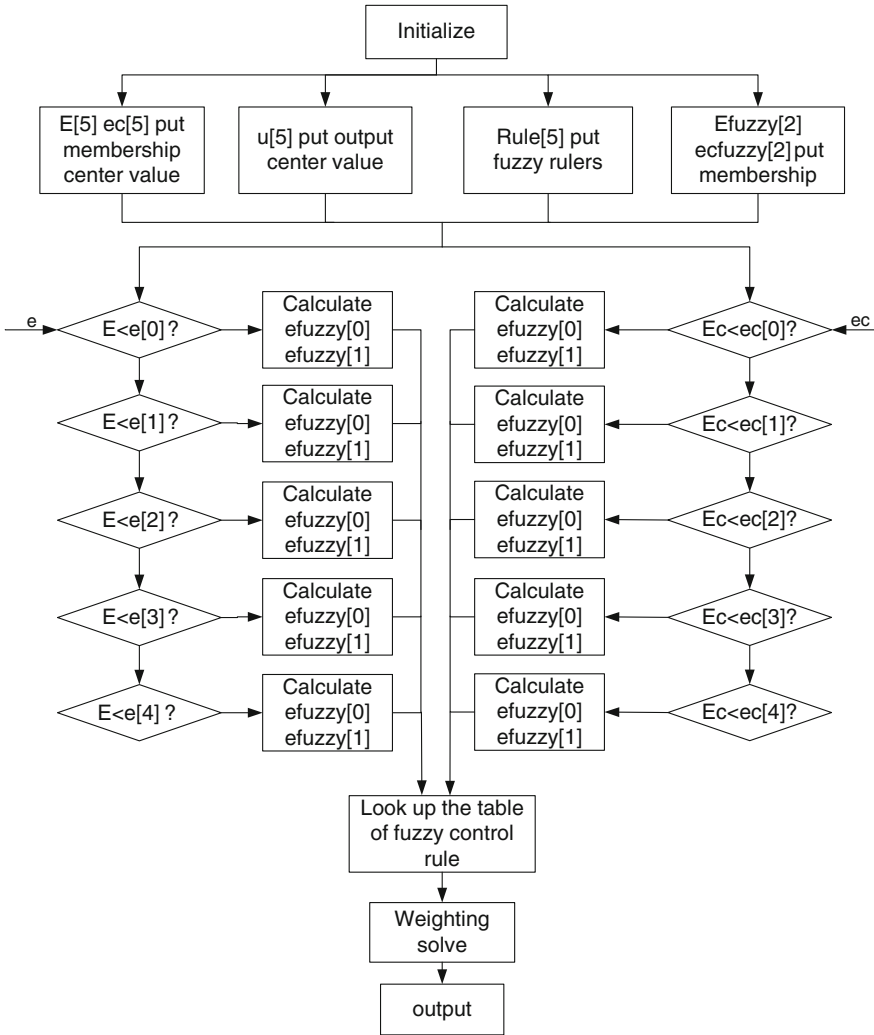 Initialize
E[5] ec[5] put
membership
center value
u[5] put output
center value
Rule[5] put
fuzzy rulers
Efuzzy[2]
ecfuzzy[2]put
membership
e
E<e[0]?
Calculate
efuzzy[0]
efuzzy[1]
Calculate
efuzzy[0]
efuzzy[1]
Ec<ec[0]?
ec
E<e[1]?
Calculate
efuzzy[0]
efuzzy[1]
Calculate
efuzzy[0]
efuzzy[1]
Ec<ec[1]?
E<e[2]?
Calculate
efuzzy[0]
efuzzy[1]
Calculate
efuzzy[0]
efuzzy[1]
Ec<ec[2]?
E<e[3]?
Calculate
efuzzy[0]
efuzzy[1]
Calculate
efuzzy[0]
efuzzy[1]
Ec<ec[3]?
E<e[4] ?
Calculate
efuzzy[0]
efuzzy[1]
Calculate
efuzzy[0]
efuzzy[1]
Ec<ec[4]?
Look up the table
of fuzzy control
rule
Weighting
solve
output